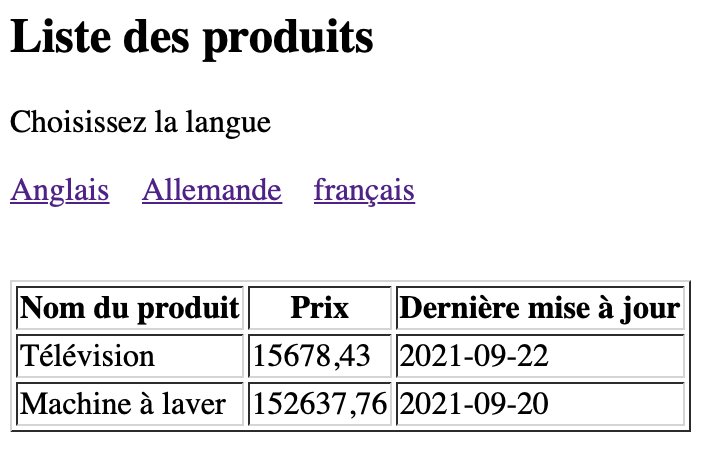 Liste des produits
Choisissez la langue
Anglais Allemande français
Nom du produit Prix Dernière mise à jour
Télévision 15678,43 2021-09-22
Machine à laver 152637,76 2021-09-20